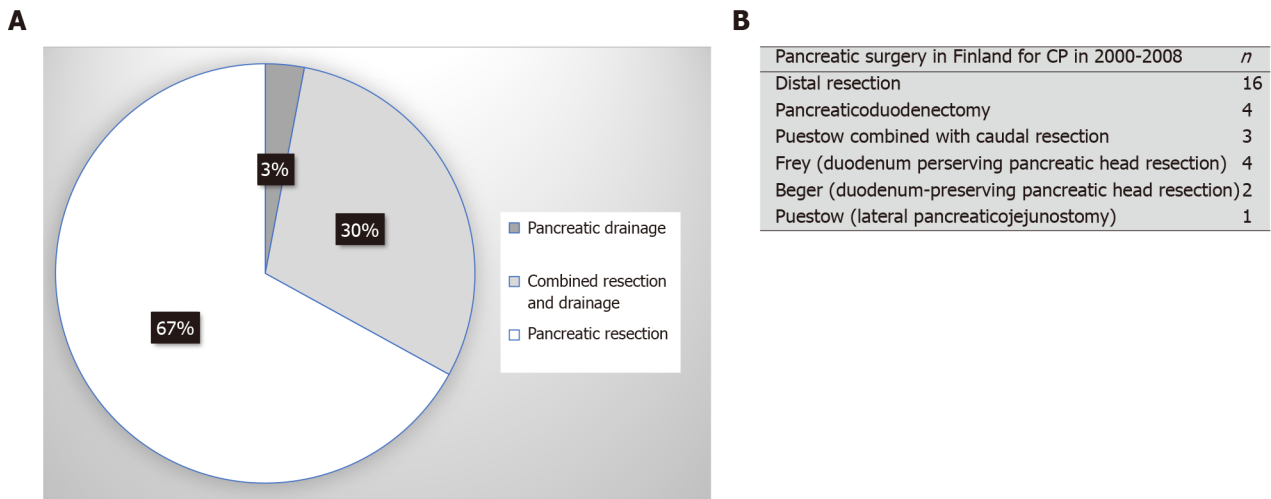 A
3%
30%
67%
Pancreatic drainage
Combined resection
and drainage
Pancreatic resection
B
Pancreatic surgery in Finland for CP in 2000-2008 n
Distal resection 16
Pancreaticoduodenectomy 4
Puestow combined with caudal resection 3
Frey (duodenum perserving pancreatic head resection) 4
Beger (duodenum-preserving pancreatic head resection) 2
Puestow (lateral pancreaticojejunostomy) 1